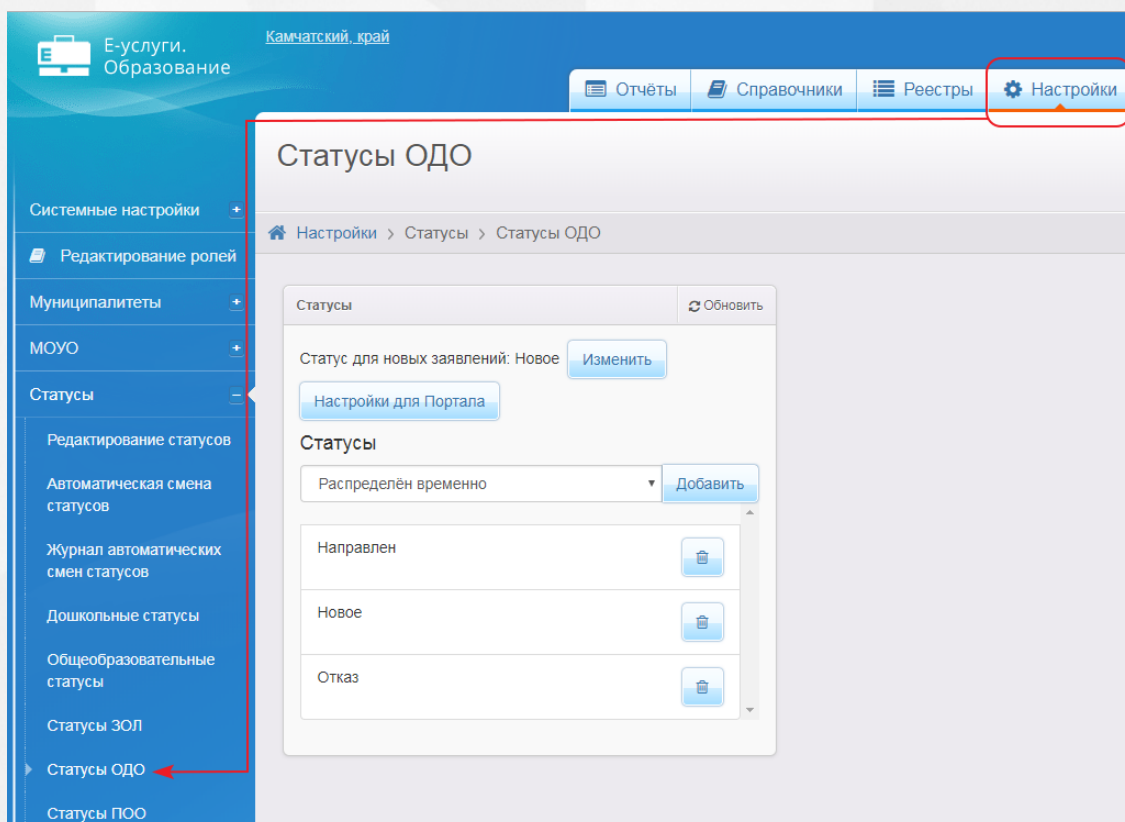 Е-услуги.
Образование
Е
Камчатский, край
Отчёты
Справочники
Реестры
Настройки
Статусы ОДО
Настройки > Статусы > Статусы ОДО
Системные настройки
Редактирование ролей
Муниципалитеты
МОУО
Статусы
Редактирование статусов
Автоматическая смена
статусов
Журнал автоматических
смен статусов
Дошкольные статусы
Общеобразовательные
статусы
Статусы ЗОЛ
Статусы ОДО
Статусы ПОО
Статусы
Обновить
Статус для новых заявлений: Новое
Изменить
Настройки для Портала
Статусы
Распределён временно
Добавить
Направлен
Новое
Отказ